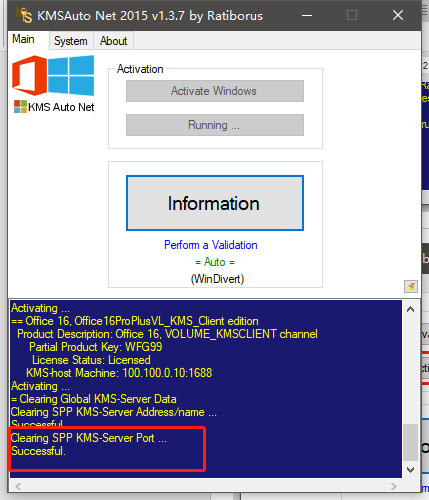 KMSAuto Net 2015 v1.3.7 by Ratiborus
Main
System
About
KMS Auto Net
Activation
Activate Windows
Running ...
Information
Perform a Validation
= Auto =
(WinDivert)
Activating ...
== Office 16, Office16ProPlusVL_KMS_Client edition
Product Description: Office 16, VOLUME_KMSCLIENT channel
Partial Product Key: WFG99
License Status: Licensed
KMS-host Machine: 100.100.0.10:1688
Activating ...
= Clearing Global KMS-Server Data
Clearing SPP KMS-Server Address/name ...
Successful.
Clearing SPP KMS-Server Port ...
Successful.